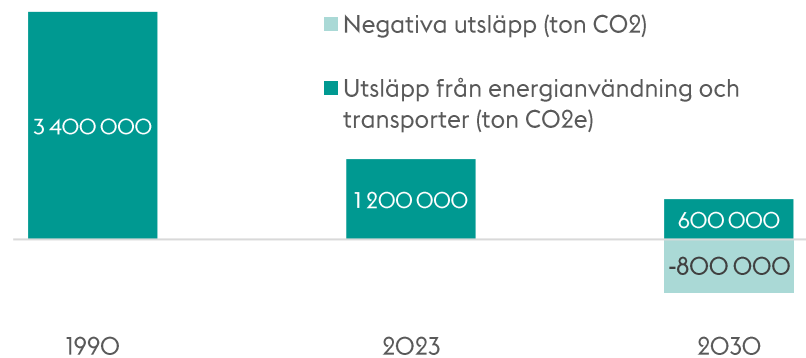 Negativa utsläpp (ton CO2)
Utsläpp från energianvändning och
transporter (ton CO2e)
3 400 000
1 200 000
600 000
-800 000
1990
2023
2030